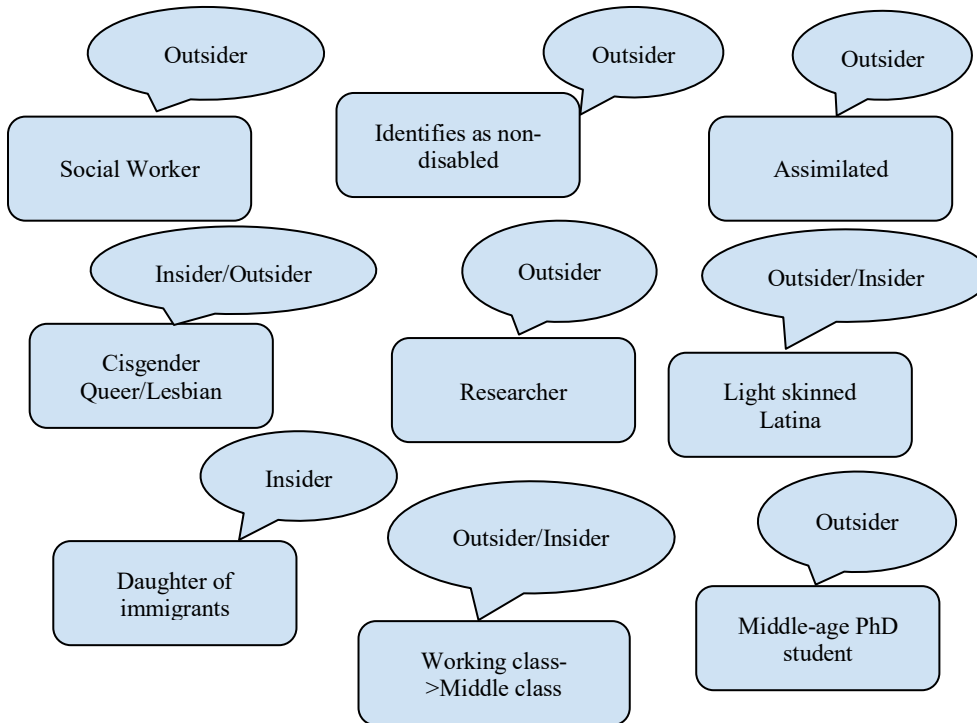 Outsider
Social Worker
Outsider
Identifies as non-
disabled
Outsider
Assimilated
Insider/Outsider
Cisgender
Queer/Lesbian
Outsider
Researcher
Outsider/Insider
Light skinned
Latina
Insider
Daughter of
immigrants
Outsider/Insider
Working class-
>Middle class
Outsider
Middle-age PhD
student